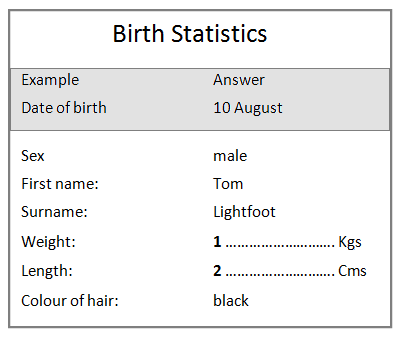 Birth Statistics
Example Answer
Date of birth 10 August
Sex male
First name: Tom
Surname: Lightfoot
Weight: 1 ............................. Kgs
Length: 2 ............................. Cms
Colour of hair: black